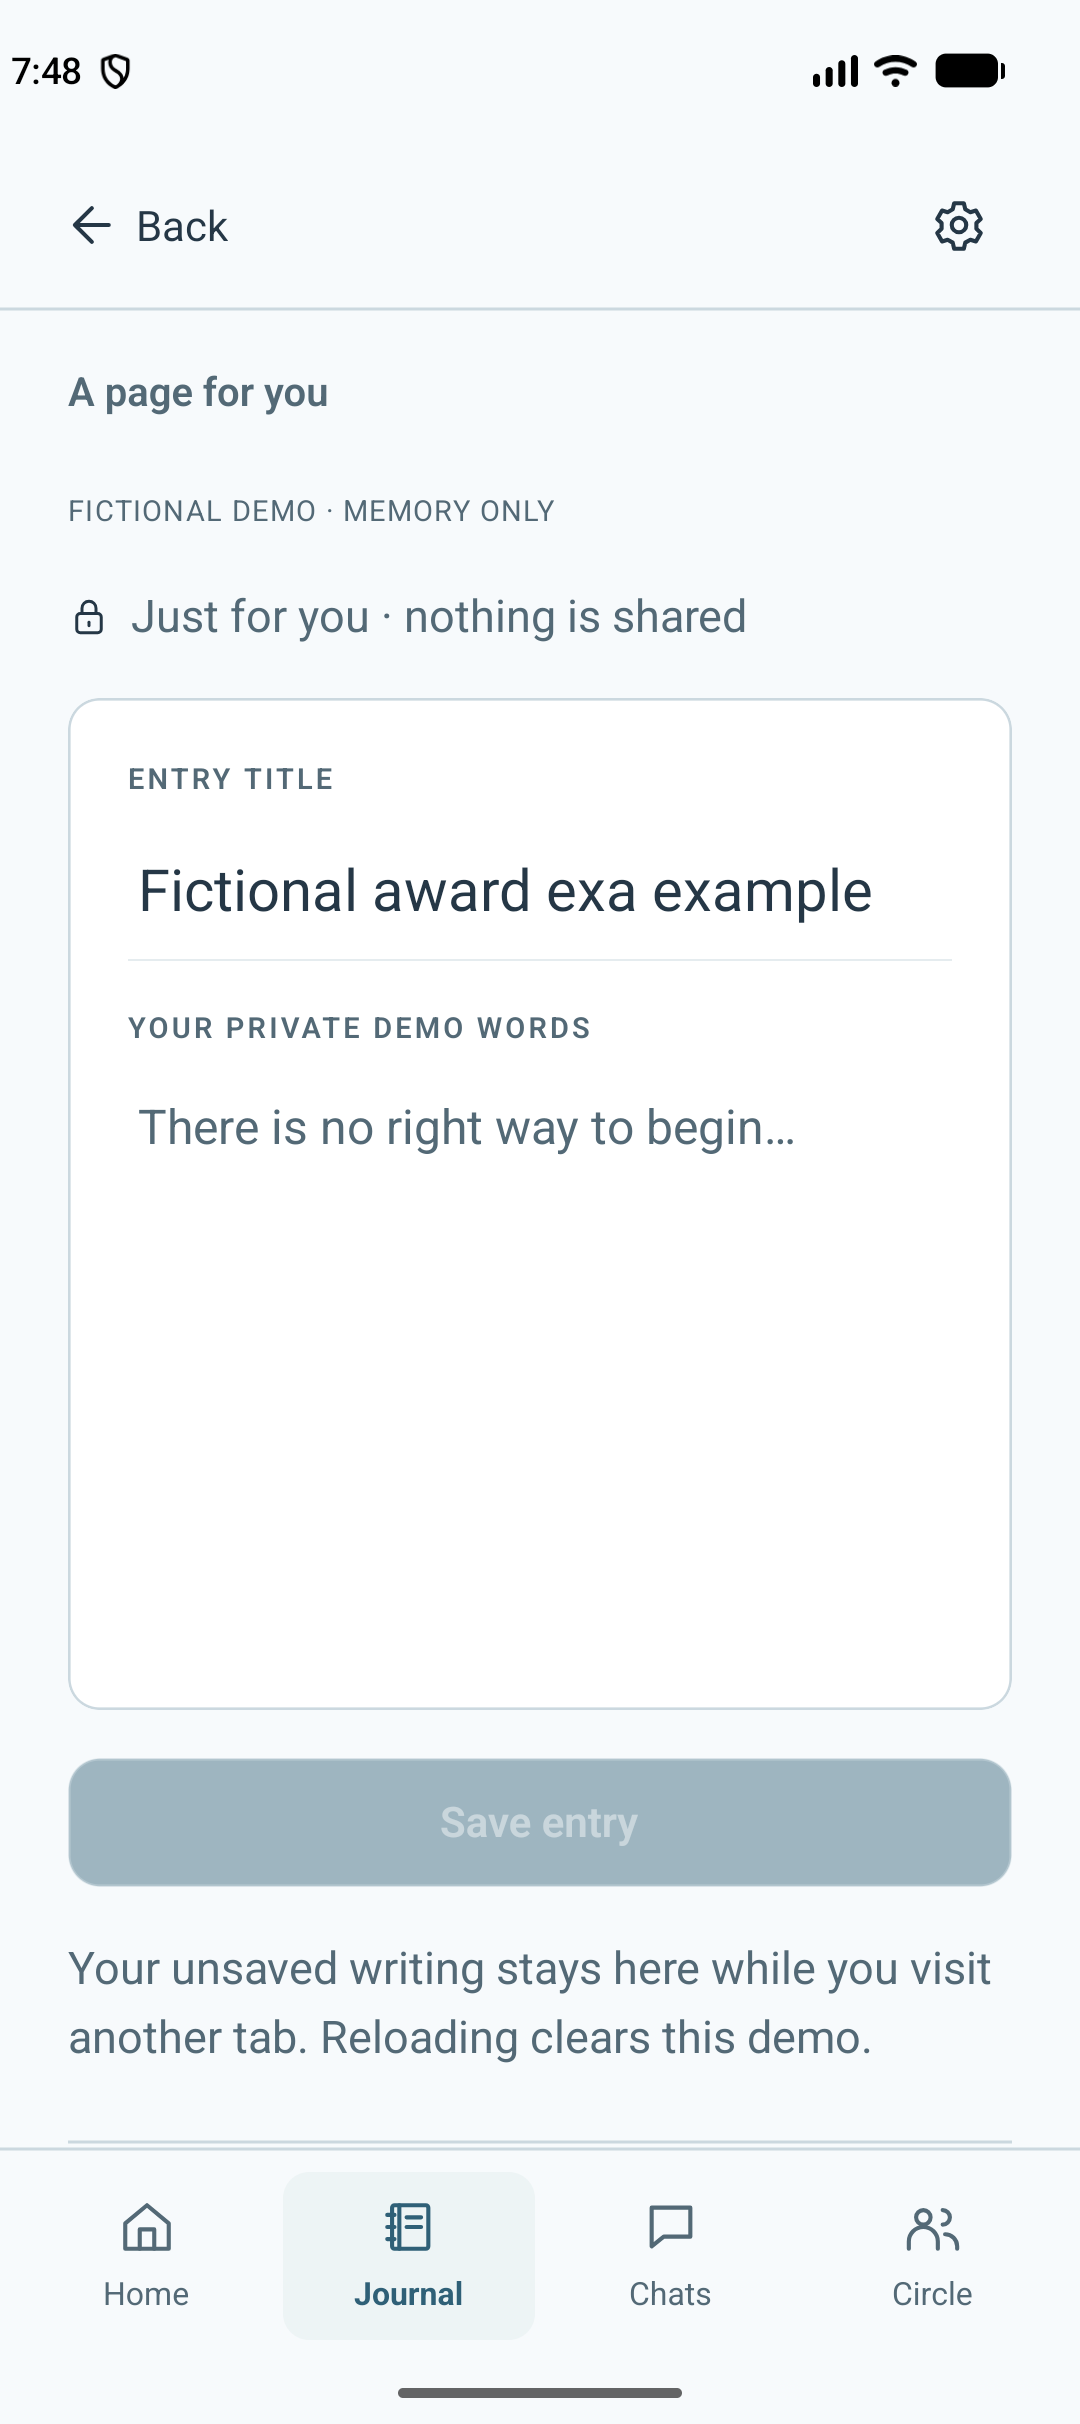 7:48
Back
A page for you
FICTIONAL DEMO · MEMORY ONLY
Just for you · nothing is shared
ENTRY TITLE
Fictional award exa example
YOUR PRIVATE DEMO WORDS
There is no right way to begin…
Save entry
Your unsaved writing stays here while you visit
another tab. Reloading clears this demo.
Home
Journal
Chats
Circle